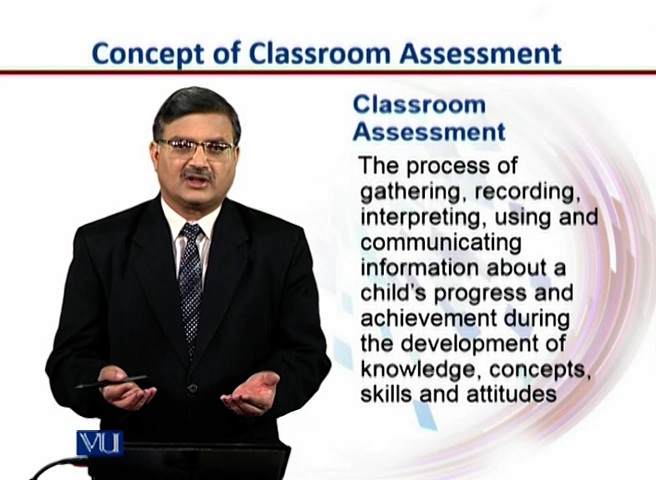 Concept of Classroom Assessment
Classroom
Assessment
The process of
gathering, recording,
interpreting, using and
communicating
information about a
child's progress and
achievement during
the development of
knowledge, concepts,
skills and attitudes
VU